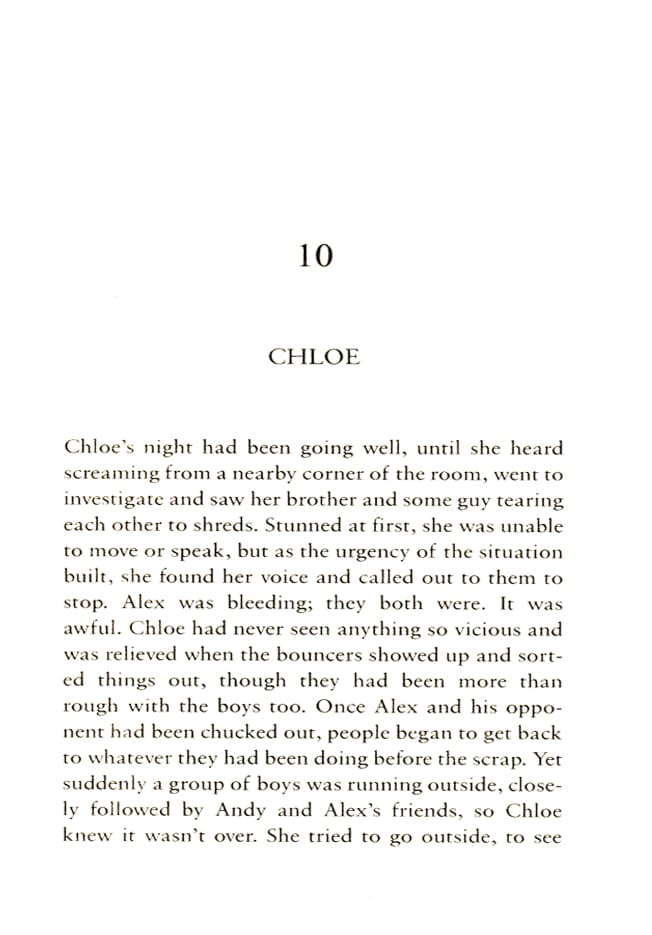 10
CHLOE
Chloe's night had been going well, until she heard
screaming from a nearby corner of the room, went to
investigate and saw her brother and some guy tearing
each other to shreds. Stunned at first, she was unable
to move or speak, but as the urgency of the situation
built, she found her voice and called out to them to
stop. Alex was bleeding; they both were. It was
awful. Chloe had never seen anything so vicious and
was relieved when the bouncers showed up and sort-
ed things out, though they had been more than
rough with the boys too. Once Alex and his oppo-
nent had been chucked out, people began to get back
to whatever they had been doing before the scrap. Yet
suddenly a group of boys was running outside, close-
ly followed by Andy and Alex's friends, so Chloe
knew it wasn't over. She tried to go outside, to see